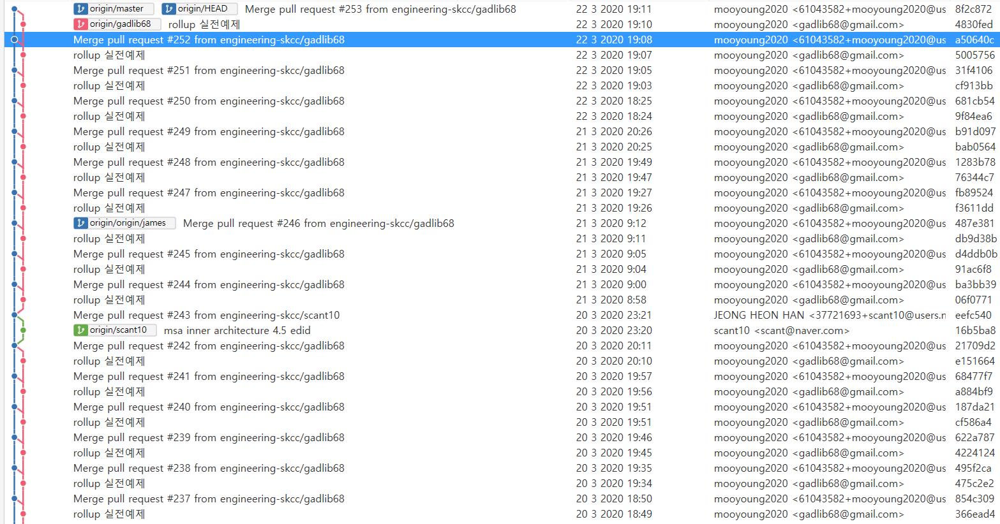 origin/master origin/HEAD Merge pull request #253 from engineering-skcc/gadlib68 22 3 2020 19:11 mooyoung2020 <61043582+mooyoung2020@us 8f2c872
origin/gadlib68 rollup 실전예제 22 3 2020 19:10 mooyoung2020 <gadlib68@gmail.com> 4830fed
Merge pull request #252 from engineering-skcc/gadlib68 22 3 2020 19:08 mooyoung2020 <61043582+mooyoung2020@us a50640c
rollup 실전예제 22 3 2020 19:07 mooyoung2020 <gadlib68@gmail.com> 5005756
Merge pull request #251 from engineering-skcc/gadlib68 22 3 2020 19:05 mooyoung2020 <61043582+mooyoung2020@us 31f4106
rollup 실전예제 22 3 2020 19:03 mooyoung2020 <gadlib68@gmail.com> cf913bb
Merge pull request #250 from engineering-skcc/gadlib68 22 3 2020 18:25 mooyoung2020 <61043582+mooyoung2020@us 681cb54
rollup 실전예제 22 3 2020 18:24 mooyoung2020 <gadlib68@gmail.com> 9f84ea6
Merge pull request #249 from engineering-skcc/gadlib68 21 3 2020 20:26 mooyoung2020 <61043582+mooyoung2020@us b91d097
rollup 실전예제 21 3 2020 20:25 mooyoung2020 <gadlib68@gmail.com> bab0564
Merge pull request #248 from engineering-skcc/gadlib68 21 3 2020 19:49 mooyoung2020 <61043582+mooyoung2020@us 1283b78
rollup 실전예제 21 3 2020 19:47 mooyoung2020 <gadlib68@gmail.com> 76344c7
Merge pull request #247 from engineering-skcc/gadlib68 21 3 2020 19:27 mooyoung2020 <61043582+mooyoung2020@us fb89524
rollup 실전예제 21 3 2020 19:26 mooyoung2020 <gadlib68@gmail.com> f3611dd
origin/origin/james Merge pull request #246 from engineering-skcc/gadlib68 21 3 2020 9:12 mooyoung2020 <61043582+mooyoung2020@us 487e381
rollup 실전예제 21 3 2020 9:11 mooyoung2020 <gadlib68@gmail.com> db9d38b
Merge pull request #245 from engineering-skcc/gadlib68 21 3 2020 9:05 mooyoung2020 <61043582+mooyoung2020@us d4ddb0b
rollup 실전예제 21 3 2020 9:04 mooyoung2020 <gadlib68@gmail.com> 91ac6f8
Merge pull request #244 from engineering-skcc/gadlib68 21 3 2020 9:00 mooyoung2020 <61043582+mooyoung2020@us ba3bb39
rollup 실전예제 21 3 2020 8:58 mooyoung2020 <gadlib68@gmail.com> 06f0771
Merge pull request #243 from engineering-skcc/scant10 20 3 2020 23:21 JEONG HEON HAN <37721693+scant10@users.n eefc540
origin/scant10 msa inner architecture 4.5 edid 20 3 2020 23:20 scant10 <scant@naver.com> 16b5ba8
Merge pull request #242 from engineering-skcc/gadlib68 20 3 2020 20:11 mooyoung2020 <61043582+mooyoung2020@us 21709d2
rollup 실전예제 20 3 2020 20:10 mooyoung2020 <gadlib68@gmail.com> e151664
Merge pull request #241 from engineering-skcc/gadlib68 20 3 2020 19:57 mooyoung2020 <61043582+mooyoung2020@us 68477f7
rollup 실전예제 20 3 2020 19:56 mooyoung2020 <gadlib68@gmail.com> a884bf9
Merge pull request #240 from engineering-skcc/gadlib68 20 3 2020 19:51 mooyoung2020 <61043582+mooyoung2020@us 187da21
rollup 실전예제 20 3 2020 19:51 mooyoung2020 <gadlib68@gmail.com> cf586a4
Merge pull request #239 from engineering-skcc/gadlib68 20 3 2020 19:46 mooyoung2020 <61043582+mooyoung2020@us 622a787
rollup 실전예제 20 3 2020 19:45 mooyoung2020 <gadlib68@gmail.com> 4224124
Merge pull request #238 from engineering-skcc/gadlib68 20 3 2020 19:35 mooyoung2020 <61043582+mooyoung2020@us 495f2ca
rollup 실전예제 20 3 2020 19:34 mooyoung2020 <gadlib68@gmail.com> 475c2e2
Merge pull request #237 from engineering-skcc/gadlib68 20 3 2020 18:50 mooyoung2020 <61043582+mooyoung2020@us 854c309
rollup 실전예제 20 3 2020 18:49 mooyoung2020 <gadlib68@gmail.com> 366ead4